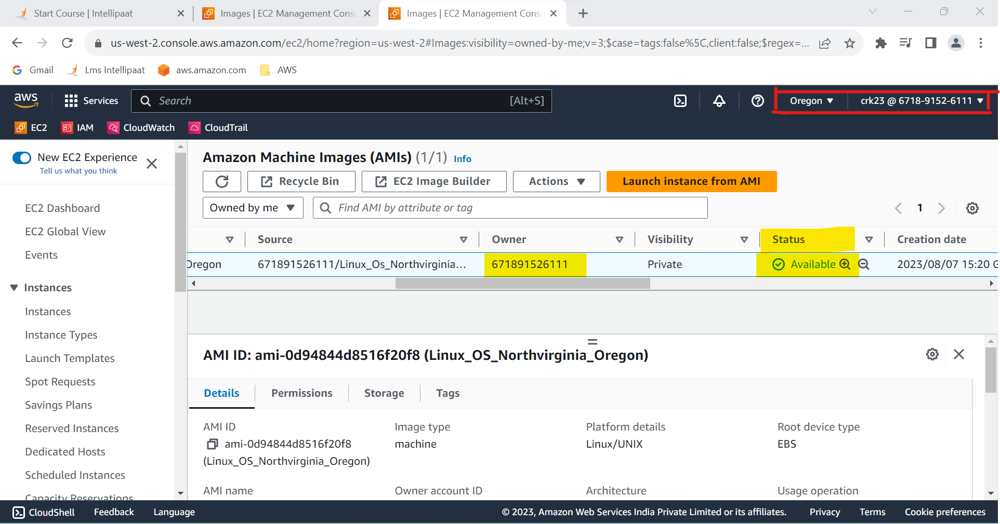 Start Course | Intellipaat
Images | EC2 Management Conso
Images | EC2 Management Conso
us-west-2.console.aws.amazon.com/ec2/home?region=us-west-2#Images:visibility=owned-by-me;v=3;$case=tags:false%5C,client:false;$regex=...
Gmail
Lms Intellipaat
aws.amazon.com
AWS
aws
Services
Search
[Alt+S]
Oregon
crk23 @ 6718-9152-6111
EC2
IAM
CloudWatch
CloudTrail
New EC2 Experience
Tell us what you think
EC2 Dashboard
EC2 Global View
Events
Instances
Instances
Instance Types
Launch Templates
Spot Requests
Savings Plans
Reserved Instances
Dedicated Hosts
Scheduled Instances
Capacity Reservations
Amazon Machine Images (AMIs) (1/1) Info
Recycle Bin
EC2 Image Builder
Actions
Launch instance from AMI
Owned by me
Find AMI by attribute or tag
1
Source
Owner
Visibility
Status
Creation date
Oregon
671891526111/Linux_Os_Northvirginia...
671891526111
Private
Available
2023/08/07 15:20 G
AMI ID: ami-0d94844d8516f20f8 (Linux_OS_Northvirginia_Oregon)
Details
Permissions
Storage
Tags
AMI ID
ami-0d94844d8516f20f8
(Linux_OS_Northvirginia_Oregon)
Image type
machine
Platform details
Linux/UNIX
Root device type
EBS
AMI name
Owner account ID
Architecture
Usage operation
CloudShell
Feedback
Language
© 2023, Amazon Web Services India Private Limited or its affiliates.
Privacy
Terms
Cookie preferences